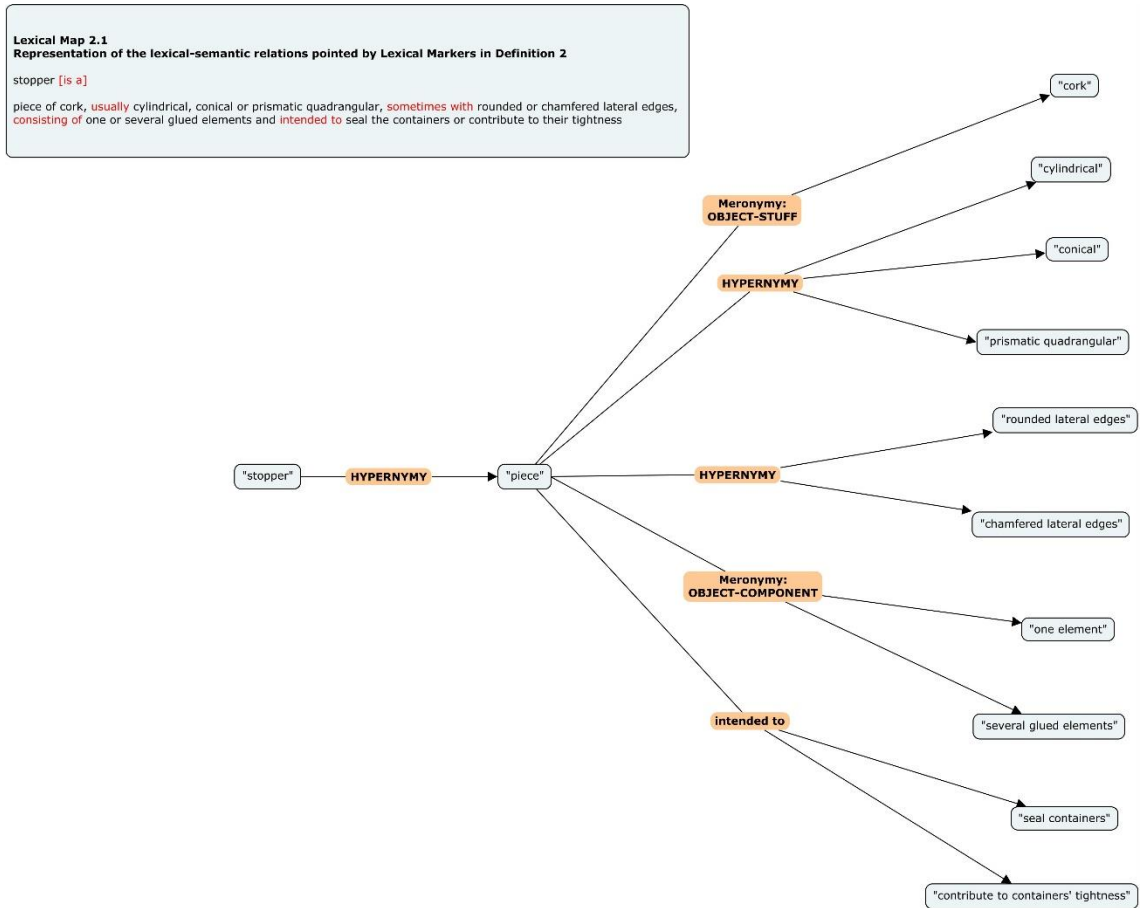 Lexical Map 2.1
Representation of the lexical-semantic relations pointed by Lexical Markers in Definition 2
stopper [is a]
piece of cork, usually cylindrical, conical or prismatic quadrangular, sometimes with rounded or chamfered lateral edges,
consisting of one or several glued elements and intended to seal the containers or contribute to their tightness
"cork"
"cylindrical"
Meronymy:
OBJECT-STUFF
"conical"
HYPERNYMY
"prismatic quadrangular"
"rounded lateral edges"
"stopper"
HYPERNYMY
"piece"
HYPERNYMY
"chamfered lateral edges"
Meronymy:
OBJECT-COMPONENT
"one element"
intended to
"several glued elements"
"seal containers"
"contribute to containers' tightness"